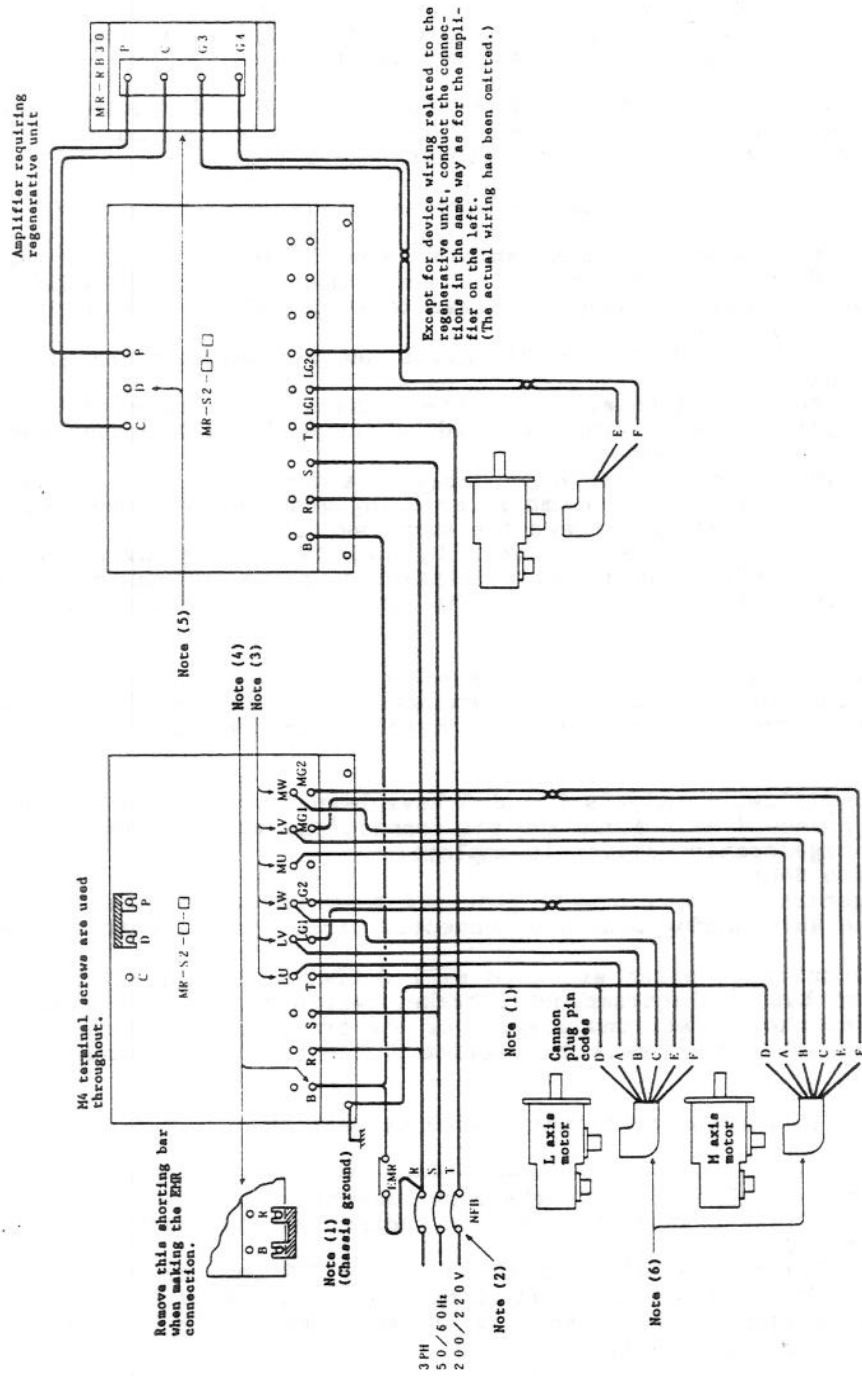 Amplifier requiring
regenerative unit
MR-RB30
P
C
G3
G4
MR-S2-□-□
C D P
B R S T LG1 LG2
Except for device wiring related to the
regenerative unit, conduct the connec-
tions in the same way as for the ampli-
fier on the left.
(The actual wiring has been omitted.)
E
F
Note (5)
Note (4)
Note (3)
M4 terminal screws are used
throughout.
C D P
MR-S2-□-□
LU LV LW MU LV MW
B R S T LG1 LG2 MG1 MG2
Remove this shorting bar
when making the EMR
connection.
B R
Note (1)
(Chassis ground)
EMR
R
S
T
NFB
3PH
50/60Hz
200/220V
Note (2)
Note (1)
Cannon
plug pin
codes
L axis
motor
D
A
B
C
E
F
M axis
motor
D
A
B
C
E
F
Note (6)